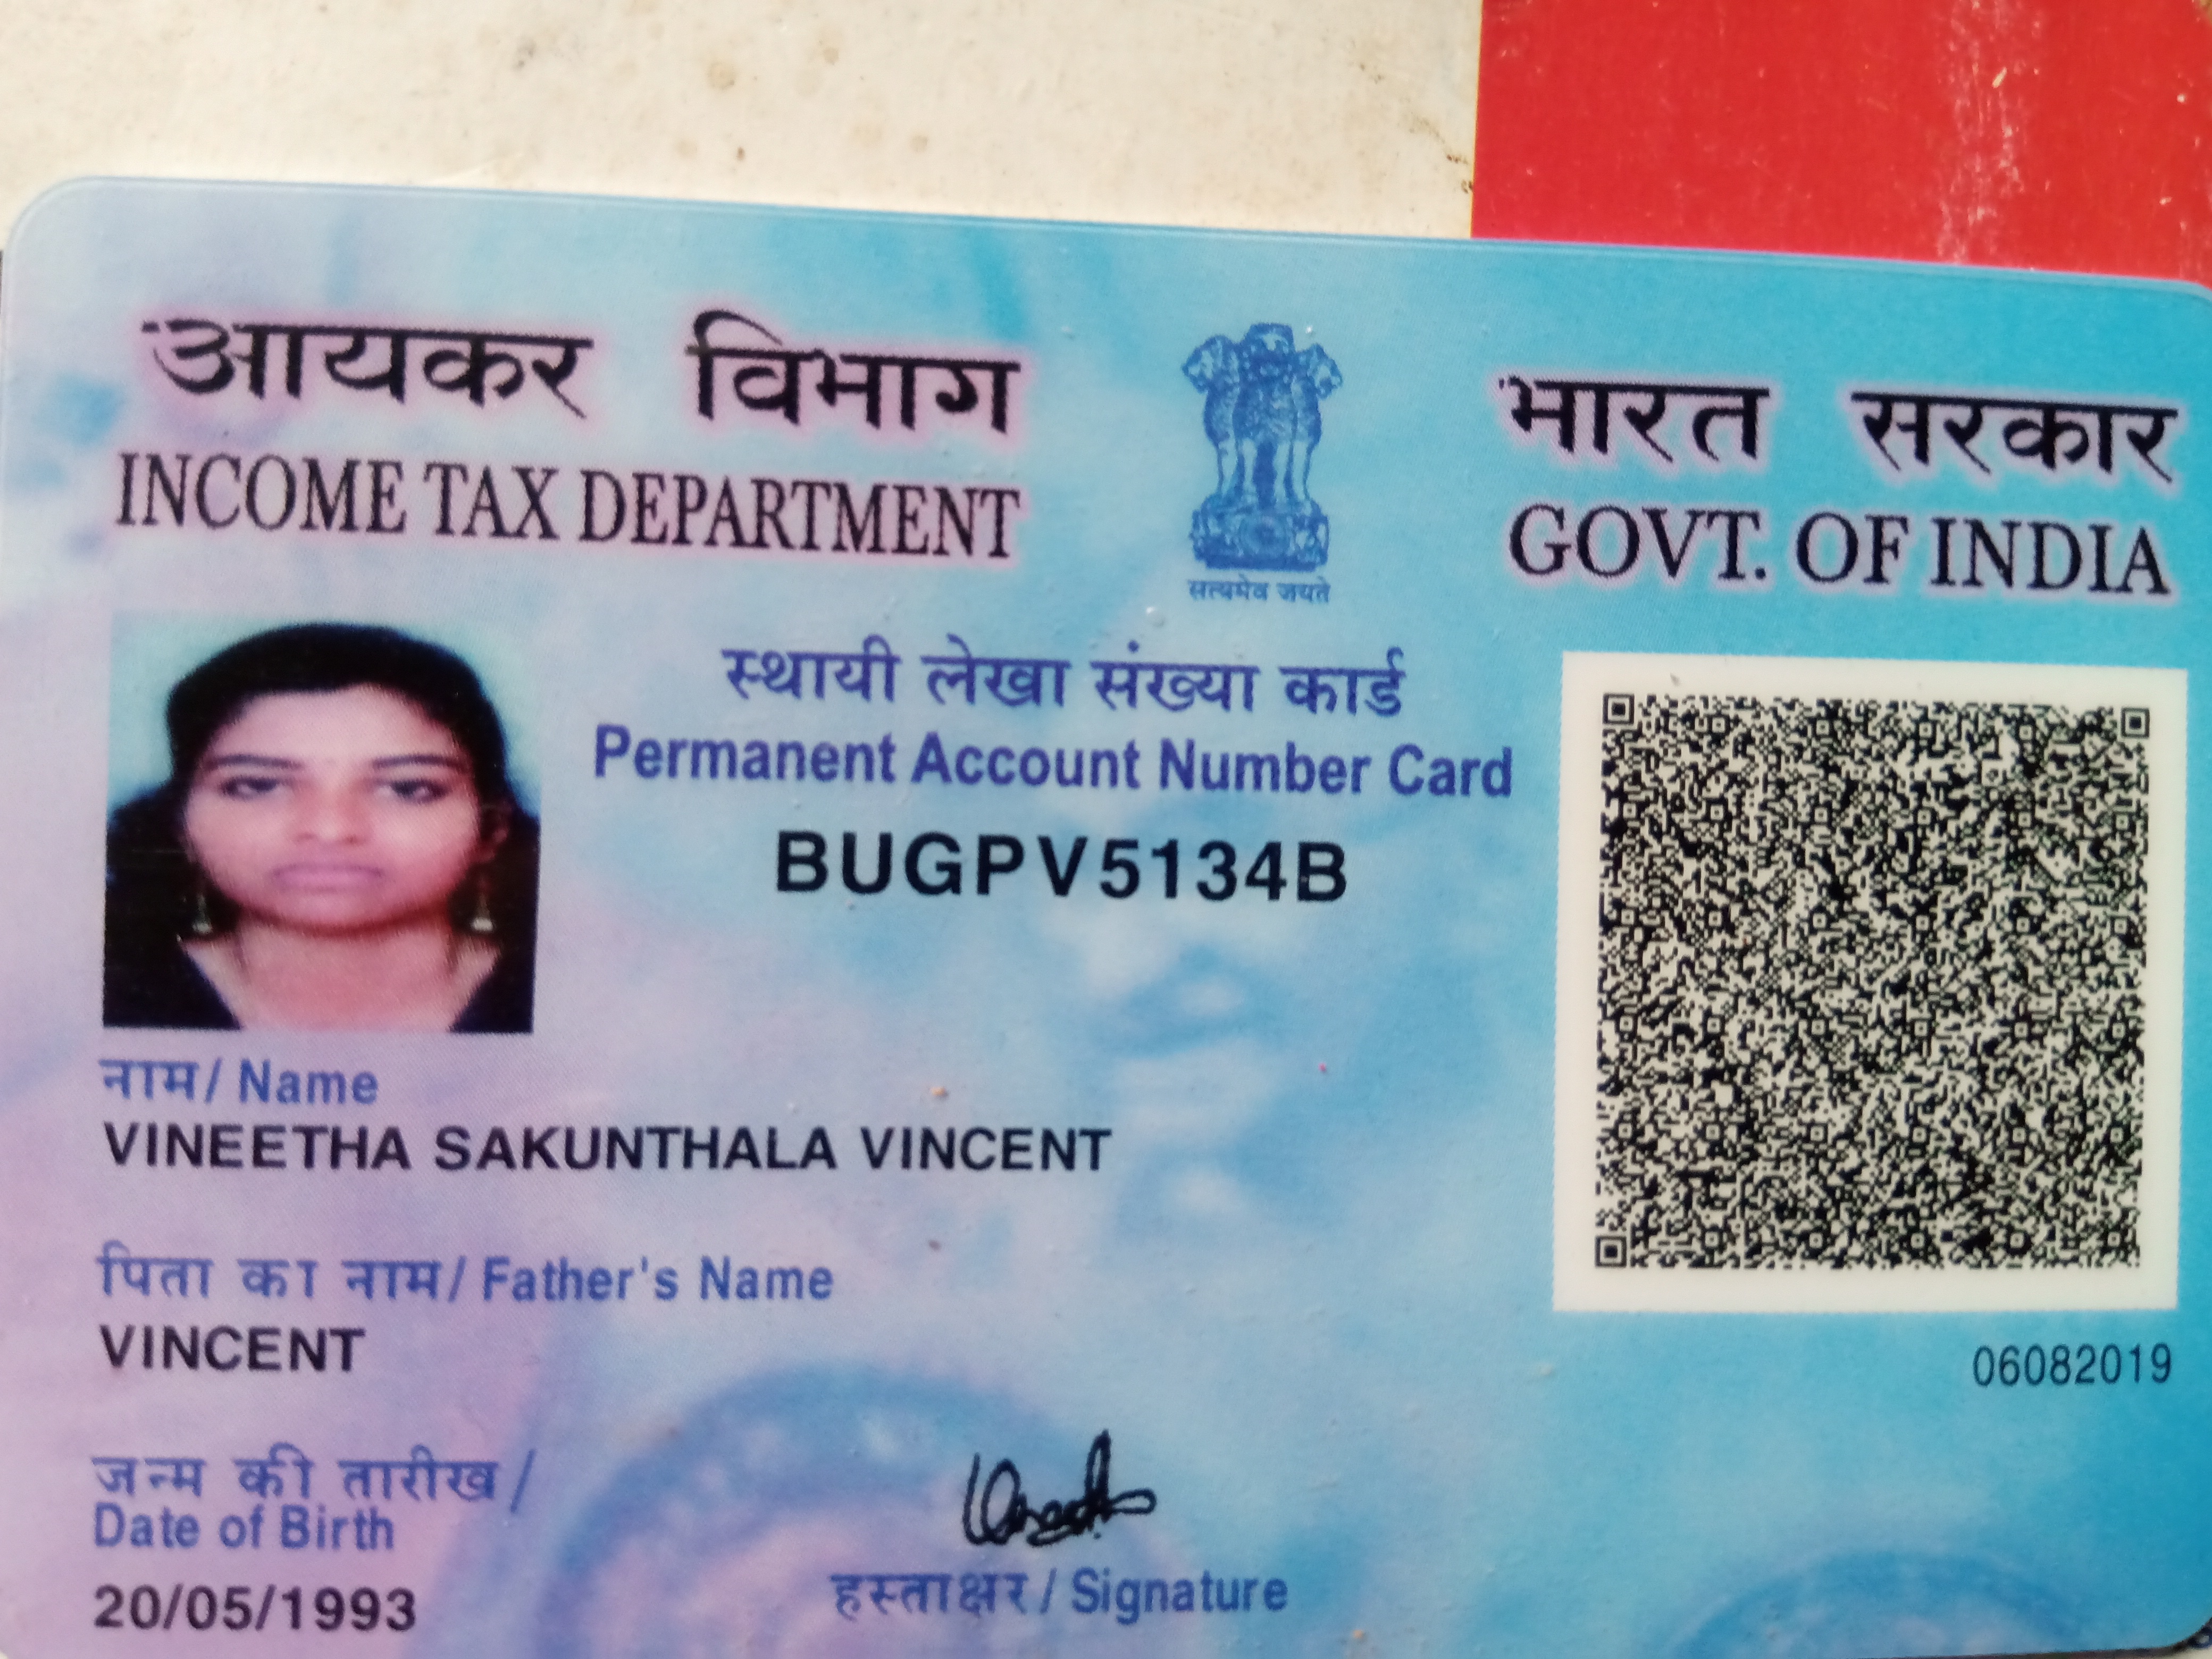 आयकर विभाग
INCOME TAX DEPARTMENT
सत्यमेव जयते
भारत सरकार
GOVT. OF INDIA
स्थायी लेखा संख्या कार्ड
Permanent Account Number Card
BUGPV5134B
नाम / Name
VINEETHA SAKUNTHALA VINCENT
पिता का नाम / Father's Name
VINCENT
06082019
जन्म की तारीख /
Date of Birth
20/05/1993
हस्ताक्षर / Signature